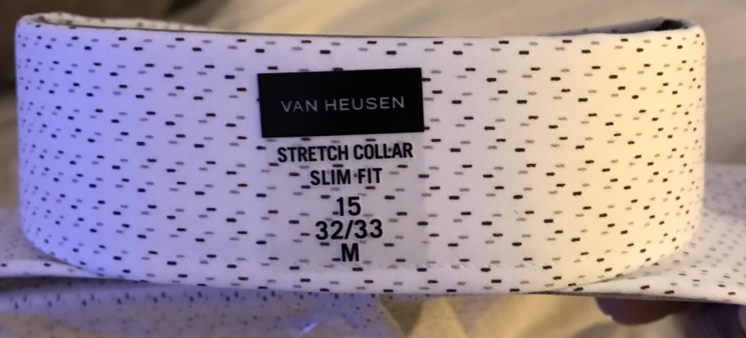 VAN HEUSEN
STRETCH COLLAR
SLIM FIT
15
32/33
M